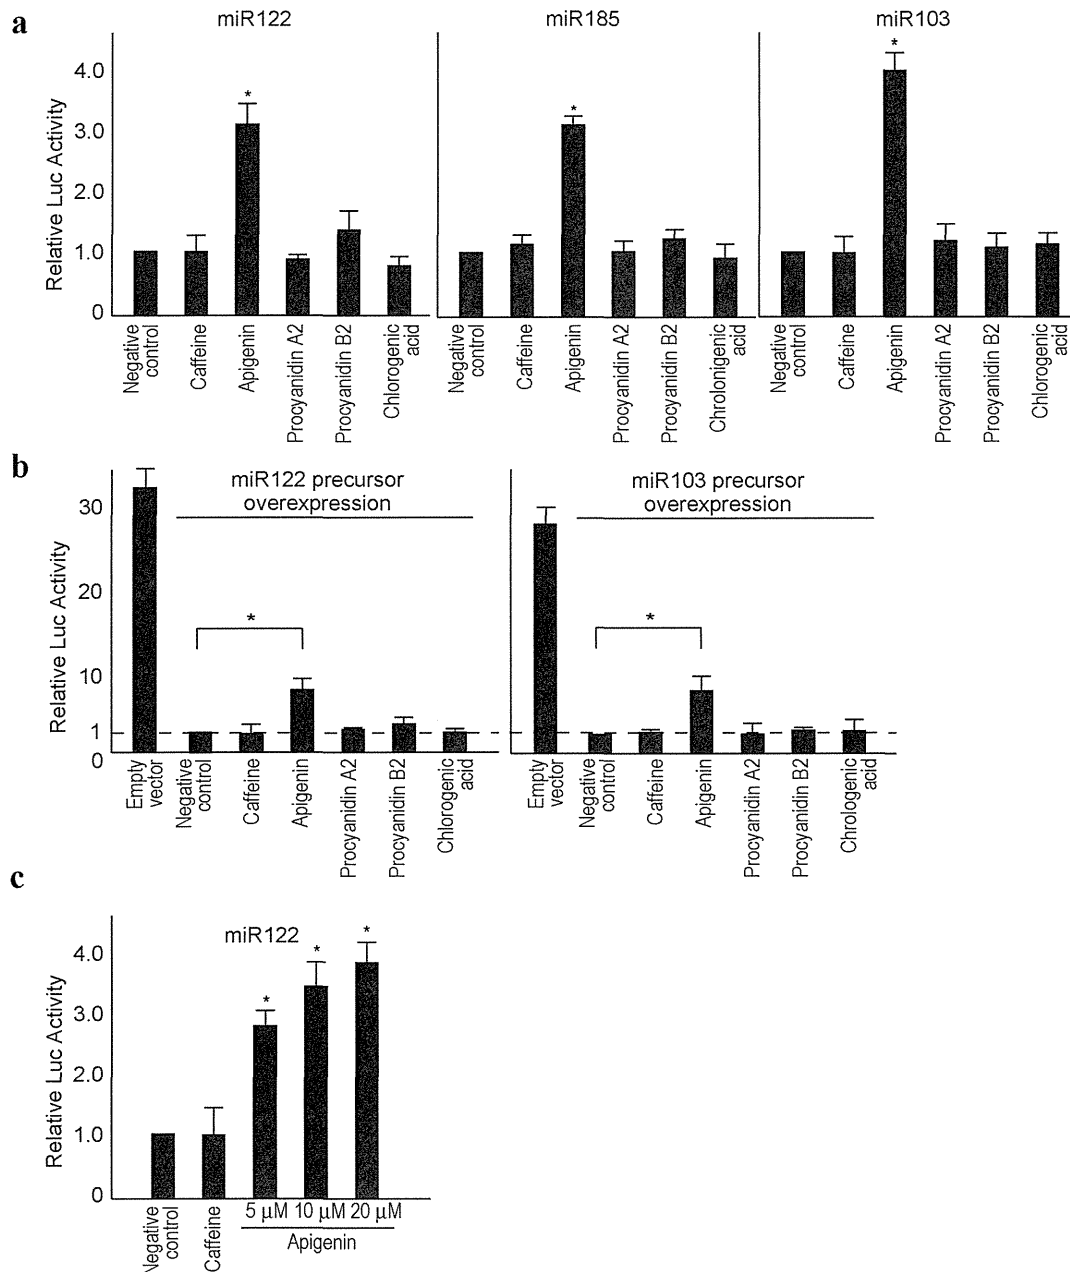 a
miR122
miR185
miR103
Relative Luc Activity
4.0
3.0
2.0
1.0
0
*
*
*
Negative
control
Caffeine
Apigenin
Procyanidin A2
Procyanidin B2
Chlorogenic
acid
Negative
control
Caffeine
Apigenin
Procyanidin A2
Procyanidin B2
Chrolonigenic
acid
Negative
control
Caffeine
Apigenin
Procyanidin A2
Procyanidin B2
Chlorogenic
acid
b
miR122 precursor
overexpression
miR103 precursor
overexpression
Relative Luc Activity
30
20
10
1
0
*
*
Empty
vector
Negative
control
Caffeine
Apigenin
Procyanidin A2
Procyanidin B2
Chlorogenic
acid
Empty
vector
Negative
control
Caffeine
Apigenin
Procyanidin A2
Procyanidin B2
Chrologenic
acid
c
miR122
Relative Luc Activity
4.0
3.0
2.0
1.0
0
*
*
*
Negative
control
Caffeine
5 μM 10 μM 20 μM
Apigenin